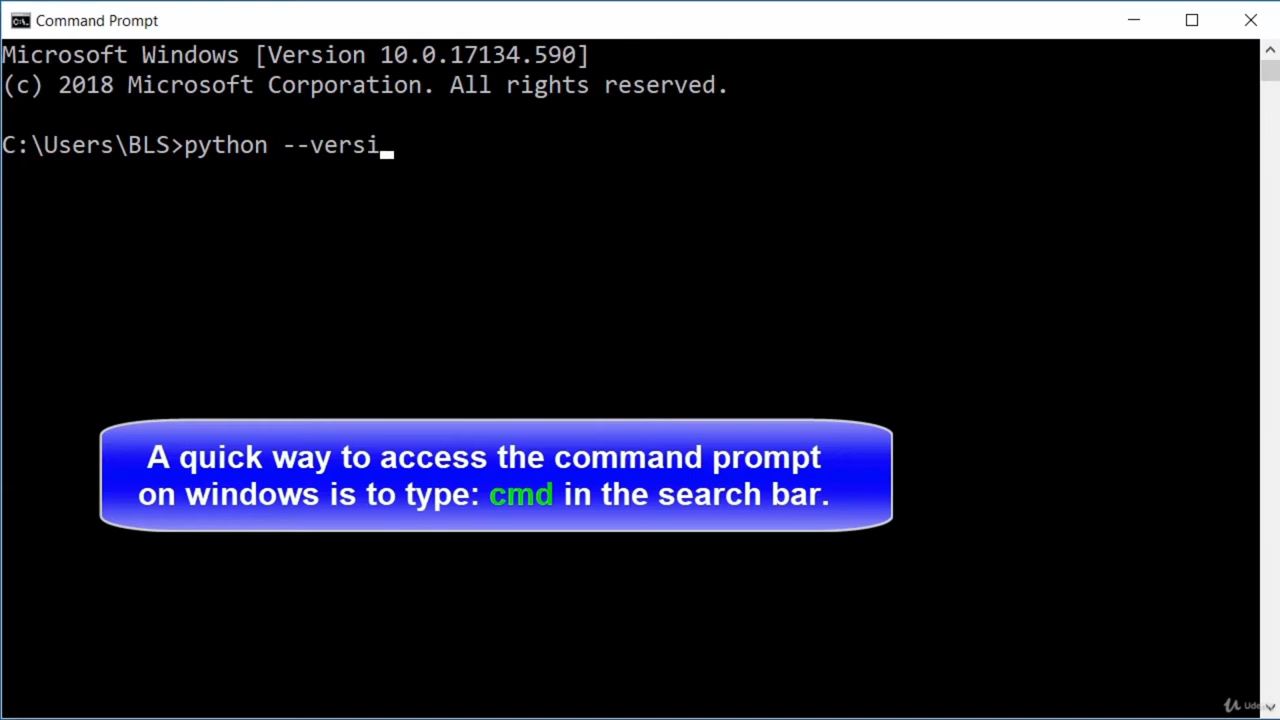 Command Prompt
Microsoft Windows [Version 10.0.17134.590]
(c) 2018 Microsoft Corporation. All rights reserved.
C:\Users\BLS>python --versi
A quick way to access the command prompt
on windows is to type: cmd in the search bar.